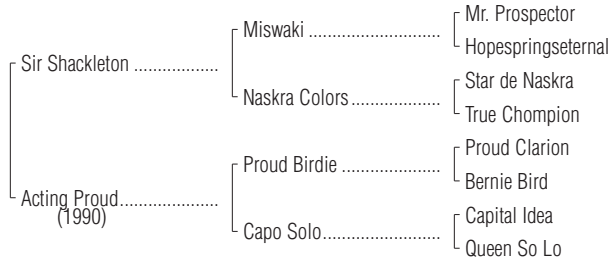 Mr. Prospector
Miswaki
Hopespringseternal
Sir Shackleton
Star de Naskra
Naskra Colors
True Chompion
Proud Clarion
Proud Birdie
Bernie Bird
Acting Proud
(1990)
Capital Idea
Capo Solo
Queen So Lo